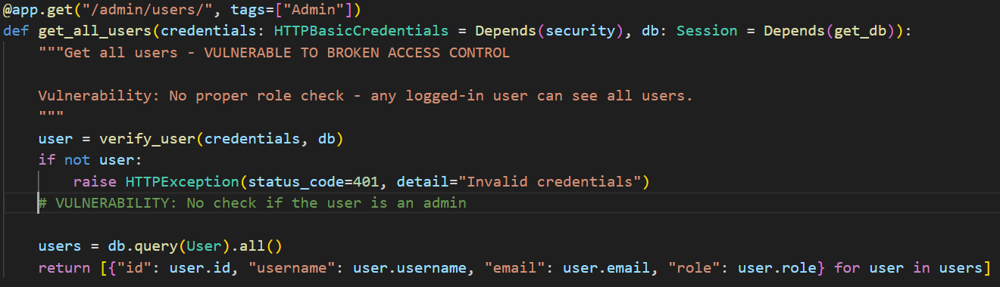 @app.get("/admin/users/", tags=["Admin"])
def get_all_users(credentials: HTTPBasicCredentials = Depends(security), db: Session = Depends(get_db)):
    """Get all users - VULNERABLE TO BROKEN ACCESS CONTROL
    Vulnerability: No proper role check - any logged-in user can see all users.
    """
    user = verify_user(credentials, db)
    if not user:
        raise HTTPException(status_code=401, detail="Invalid credentials")
    # VULNERABILITY: No check if the user is an admin
    users = db.query(User).all()
    return [{"id": user.id, "username": user.username, "email": user.email, "role": user.role} for user in users]